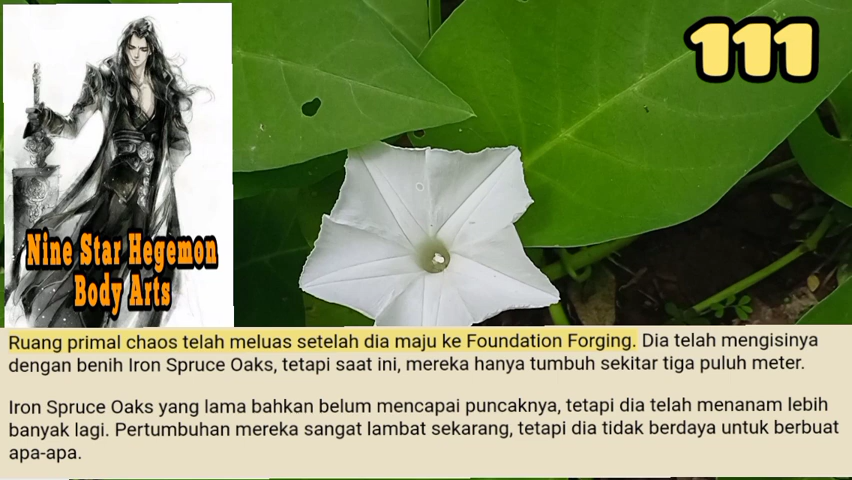 111
Nine Star Hegemon
Body Arts
Ruang primal chaos telah meluas setelah dia maju ke Foundation Forging. Dia telah mengisinya
dengan benih Iron Spruce Oaks, tetapi saat ini, mereka hanya tumbuh sekitar tiga puluh meter.
Iron Spruce Oaks yang lama bahkan belum mencapai puncaknya, tetapi dia telah menanam lebih
banyak lagi. Pertumbuhan mereka sangat lambat sekarang, tetapi dia tidak berdaya untuk berbuat
apa-apa.